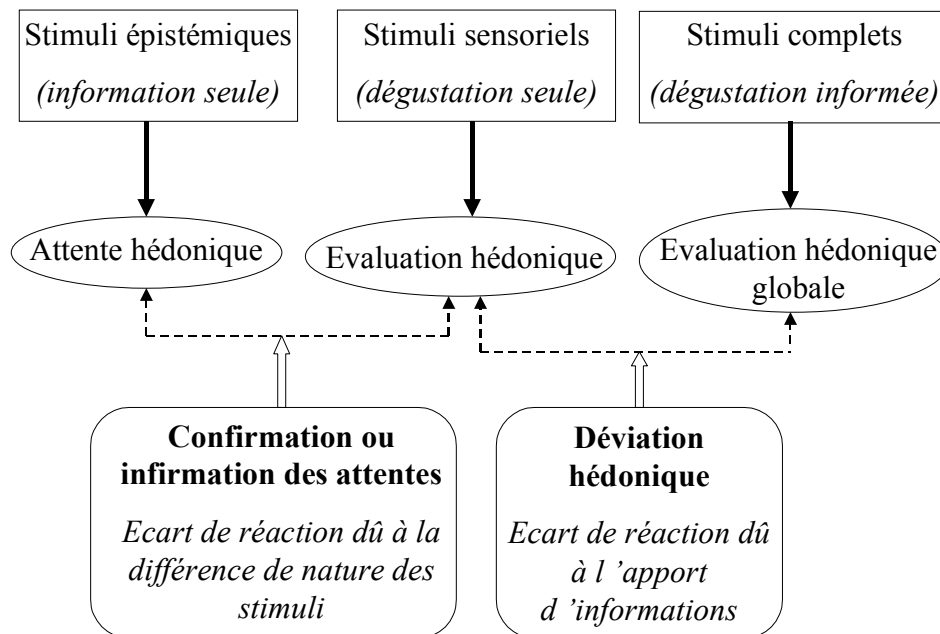 Stimuli épistémiques
(information seule)
Stimuli sensoriels
(dégustation seule)
Stimuli complets
(dégustation informée)
Attente hédonique
Evaluation hédonique
Evaluation hédonique
globale
Confirmation ou
infirmation des attentes
Ecart de réaction dû à la
différence de nature des
stimuli
Déviation
hédonique
Ecart de réaction dû
à l ’apport
d ’informations